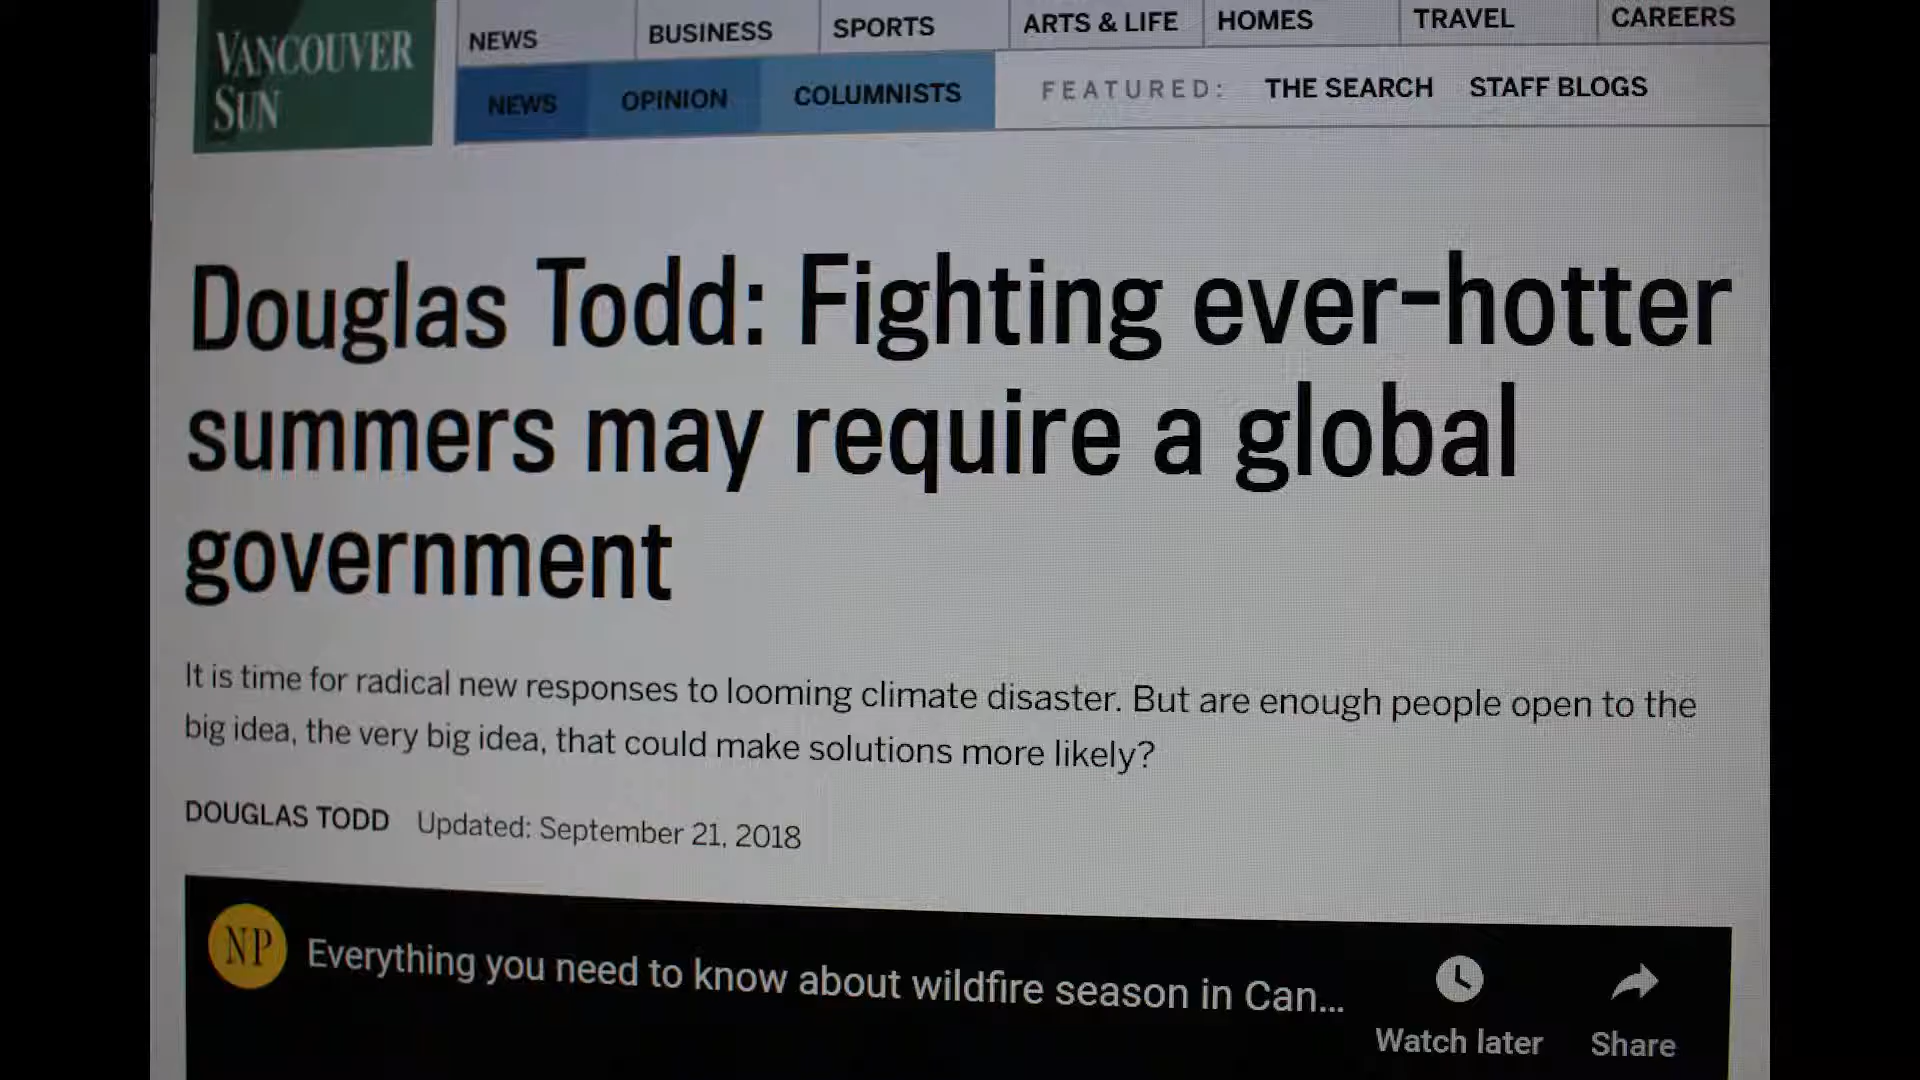 VANCOUVER
SUN
NEWS BUSINESS SPORTS ARTS & LIFE HOMES TRAVEL CAREERS
NEWS OPINION COLUMNISTS FEATURED: THE SEARCH STAFF BLOGS
Douglas Todd: Fighting ever-hotter
summers may require a global
government
It is time for radical new responses to looming climate disaster. But are enough people open to the
big idea, the very big idea, that could make solutions more likely?
DOUGLAS TODD Updated: September 21, 2018
NP Everything you need to know about wildfire season in Can...
Watch later Share